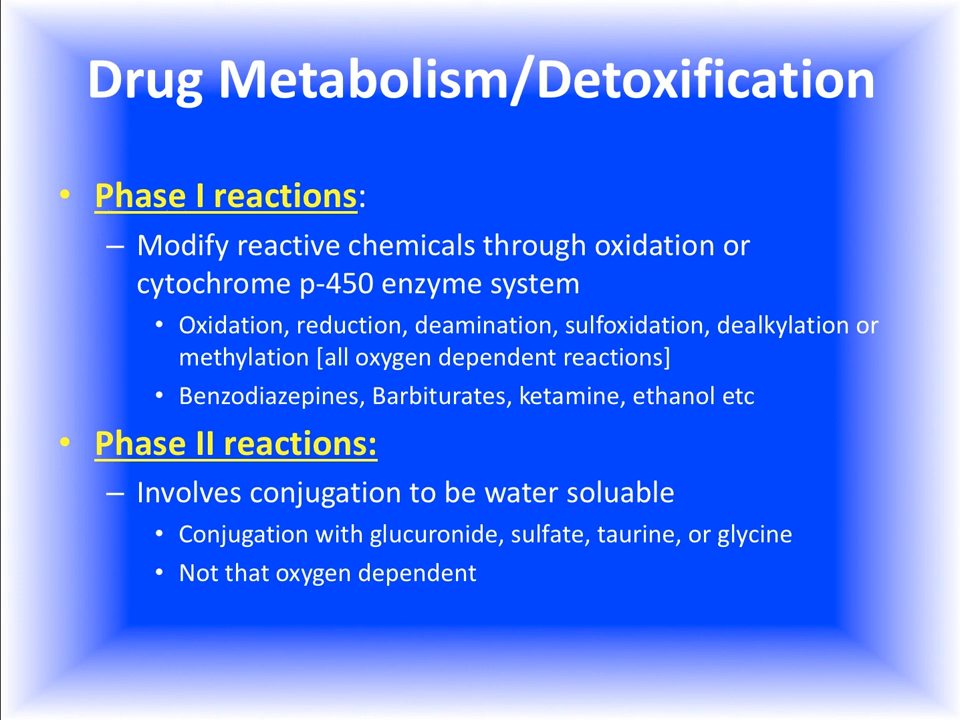 Drug Metabolism/Detoxification
• Phase I reactions:
– Modify reactive chemicals through oxidation or
cytochrome p-450 enzyme system
• Oxidation, reduction, deamination, sulfoxidation, dealkylation or
methylation [all oxygen dependent reactions]
• Benzodiazepines, Barbiturates, ketamine, ethanol etc
• Phase II reactions:
– Involves conjugation to be water soluable
• Conjugation with glucuronide, sulfate, taurine, or glycine
• Not that oxygen dependent